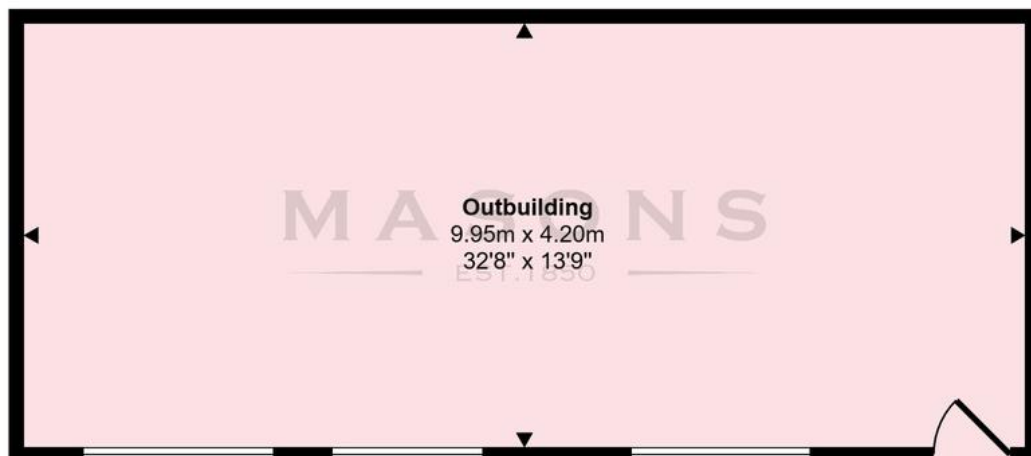 MASONS
Outbuilding
9.95m x 4.20m
32'8" x 13'9"
EST.1850